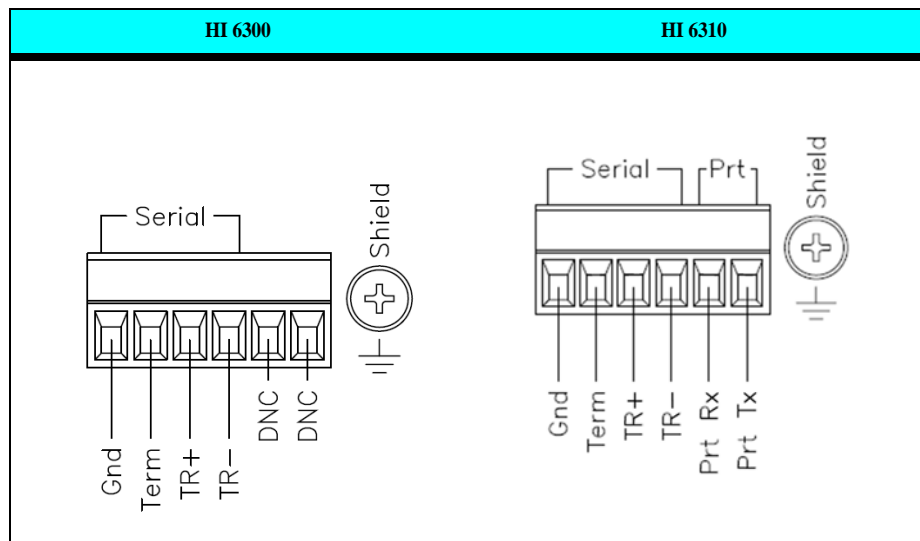 HI 6300
HI 6310
Serial
Shield
Gnd
Term
TR+
TR-
DNC
DNC
Serial
Prt
Shield
Gnd
Term
TR+
TR-
Prt Rx
Prt Tx